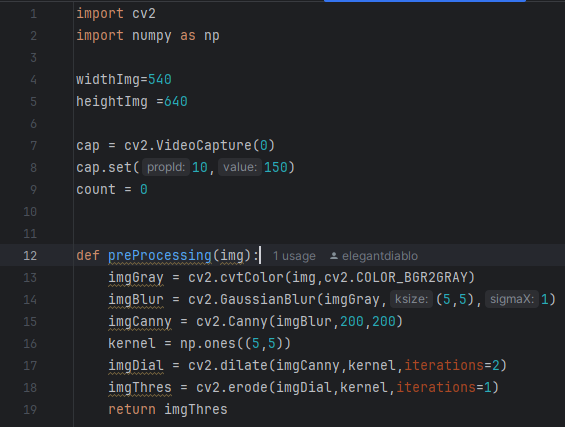 1 import cv2
2 import numpy as np
3
4 widthImg=540
5 heightImg =640
6
7 cap = cv2.VideoCapture(0)
8 cap.set( propId: 10, value: 150)
9 count = 0
10
11
12 def preProcessing(img): 1 usage elegantdiablo
13 imgGray = cv2.cvtColor(img,cv2.COLOR_BGR2GRAY)
14 imgBlur = cv2.GaussianBlur(imgGray, ksize: (5,5), sigmaX: 1)
15 imgCanny = cv2.Canny(imgBlur,200,200)
16 kernel = np.ones((5,5))
17 imgDial = cv2.dilate(imgCanny,kernel,iterations=2)
18 imgThres = cv2.erode(imgDial,kernel,iterations=1)
19 return imgThres